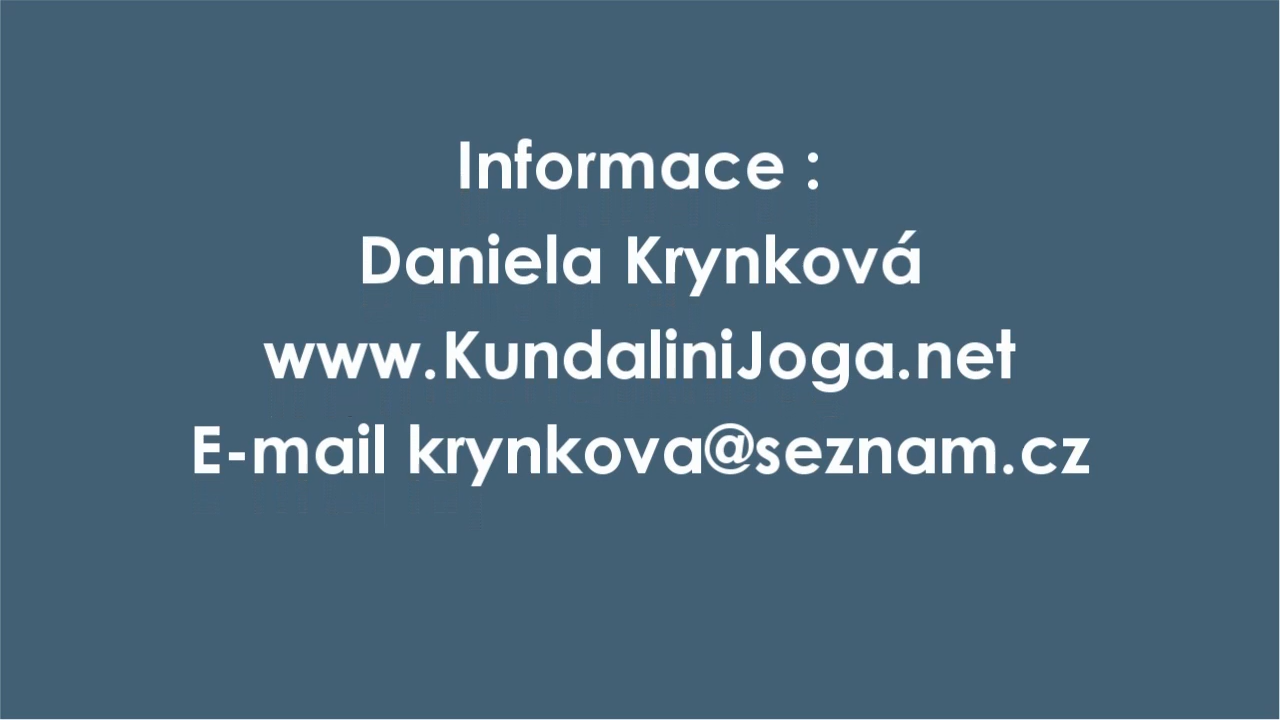 Informace :
Daniela Krynková
www.KundaliniJoga.net
E-mail krynkova@seznam.cz